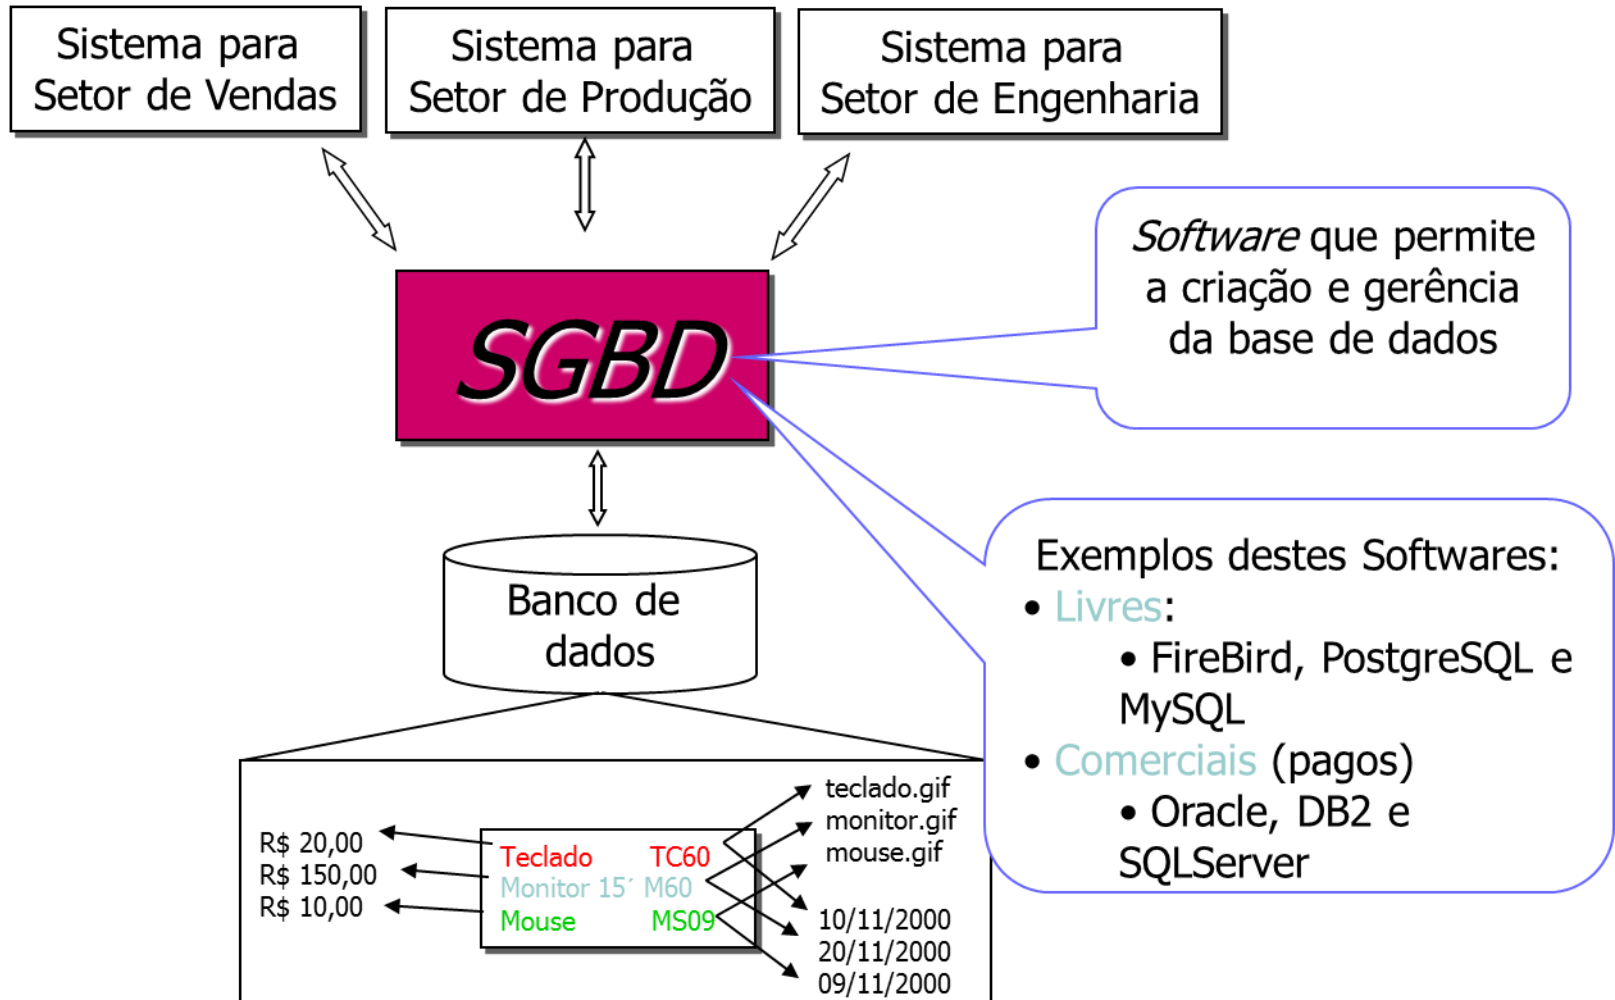 Sistema para
Setor de Vendas
Sistema para
Setor de Produção
Sistema para
Setor de Engenharia
SGBD
Software que permite
a criação e gerência
da base de dados
Banco de
dados
Exemplos destes Softwares:
• Livres:
• FireBird, PostgreSQL e
MySQL
• Comerciais (pagos)
• Oracle, DB2 e
SQLServer
R$ 20,00
R$ 150,00
R$ 10,00
Teclado TC60
Monitor 15´ M60
Mouse MS09
teclado.gif
monitor.gif
mouse.gif
10/11/2000
20/11/2000
09/11/2000